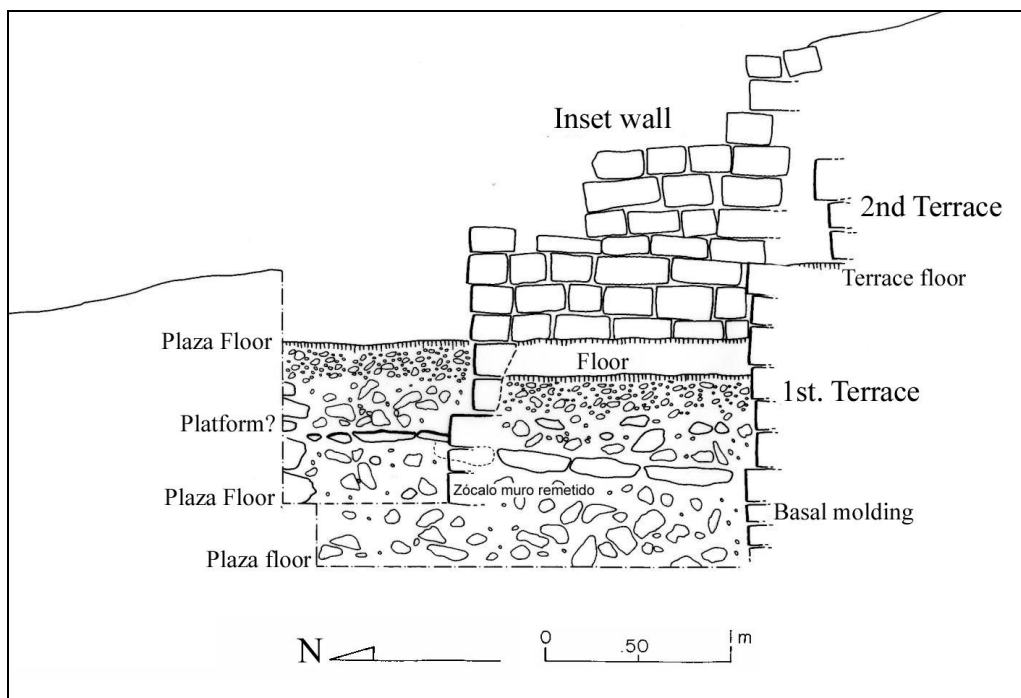 Inset wall
2nd Terrace
Terrace floor
Plaza Floor
Floor
1st. Terrace
Platform?
Zócalo muro remetido
Plaza Floor
Basal molding
Plaza floor
N
0 .50 1 m